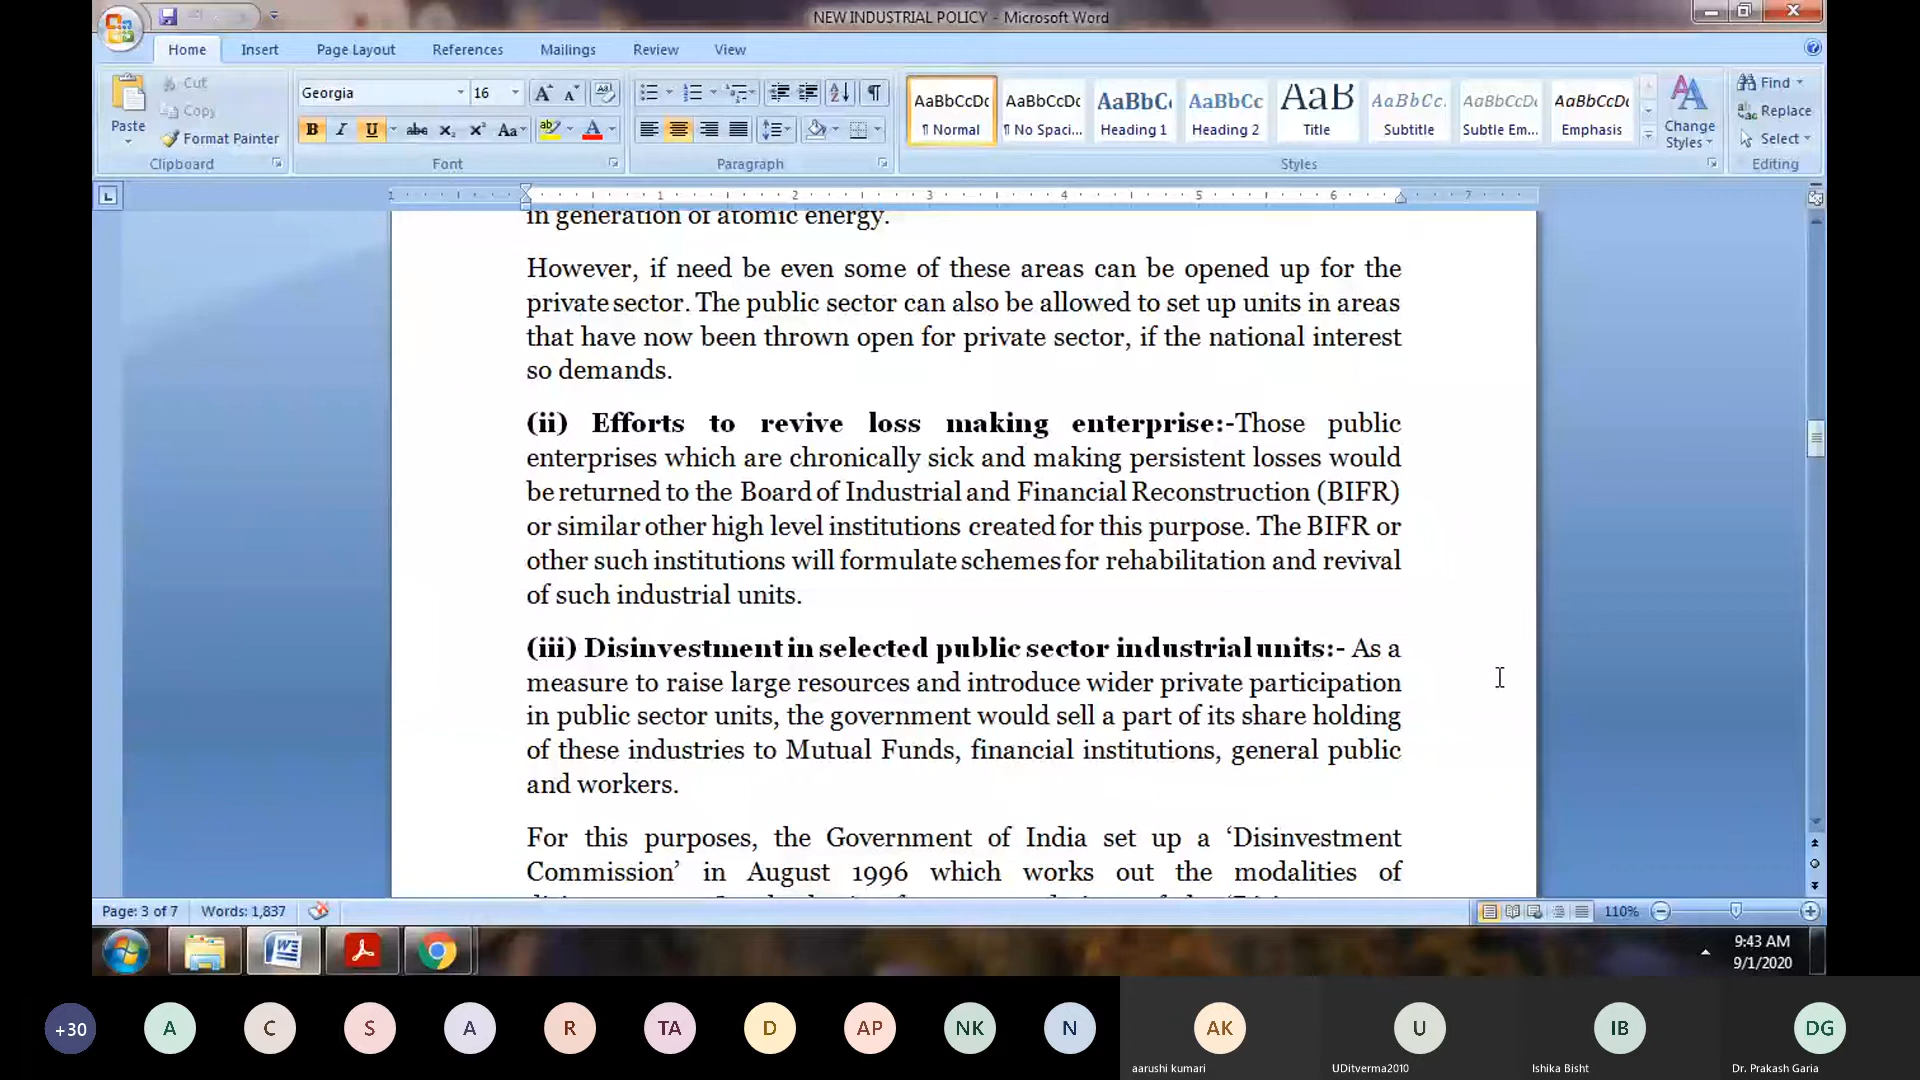 NEW INDUSTRIAL POLICY - Microsoft Word
Home Insert Page Layout References Mailings Review View
Paste
Cut
Copy
Format Painter
Clipboard
Georgia 16
Font
Paragraph
AaBbCcDc AaBbCcDc AaBbC AaBbCc AaB AaBbCc. AaBbCcDc AaBbCcDc
¶ Normal ¶ No Spaci... Heading 1 Heading 2 Title Subtitle Subtle Em... Emphasis
Change Styles
Styles
Find
Replace
Select
Editing
1 1 2 3 4 5 6 7
in generation of atomic energy.
However, if need be even some of these areas can be opened up for the
private sector. The public sector can also be allowed to set up units in areas
that have now been thrown open for private sector, if the national interest
so demands.
(ii) Efforts to revive loss making enterprise:-Those public
enterprises which are chronically sick and making persistent losses would
be returned to the Board of Industrial and Financial Reconstruction (BIFR)
or similar other high level institutions created for this purpose. The BIFR or
other such institutions will formulate schemes for rehabilitation and revival
of such industrial units.
(iii) Disinvestment in selected public sector industrial units:- As a
measure to raise large resources and introduce wider private participation
in public sector units, the government would sell a part of its share holding
of these industries to Mutual Funds, financial institutions, general public
and workers.
For this purposes, the Government of India set up a ‘Disinvestment
Commission’ in August 1996 which works out the modalities of
Page: 3 of 7 Words: 1,837 110%
9:43 AM
9/1/2020
+30 A C S A R TA D AP NK N AK U IB DG
aarushi kumari UDitverma2010 Ishika Bisht Dr. Prakash Garia